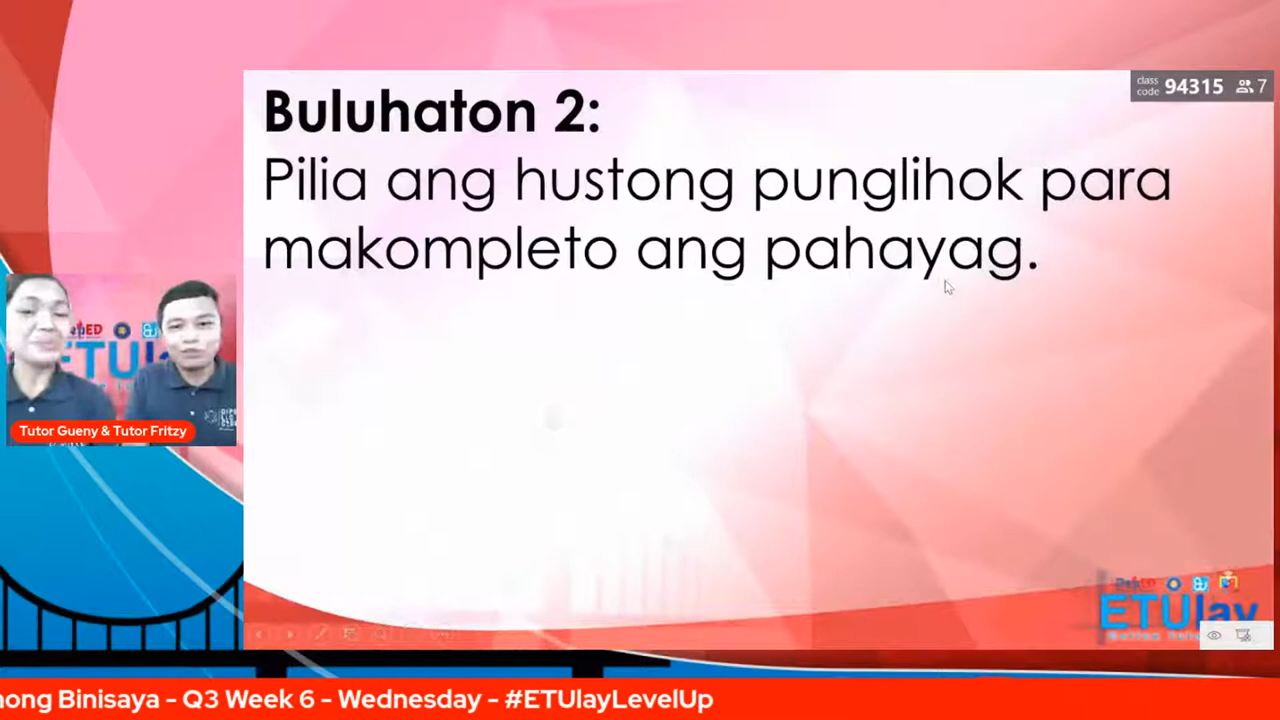 class code 94315 7
Buluhaton 2:
Pilia ang hustong punglihok para
makompleto ang pahayag.
Tutor Gueny & Tutor Fritzy
ETUlay
Binisaya - Q3 Week 6 - Wednesday - #ETUlayLevelUp